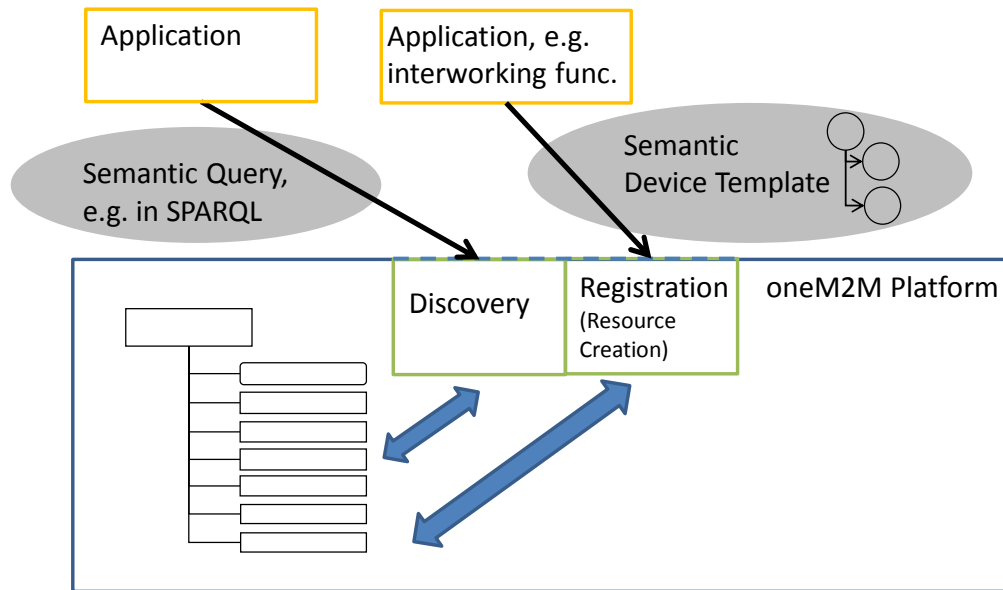 Application
Application, e.g.
interworking func.
Semantic Query,
e.g. in SPARQL
Semantic
Device Template
Discovery
Registration
(Resource
Creation)
oneM2M Platform